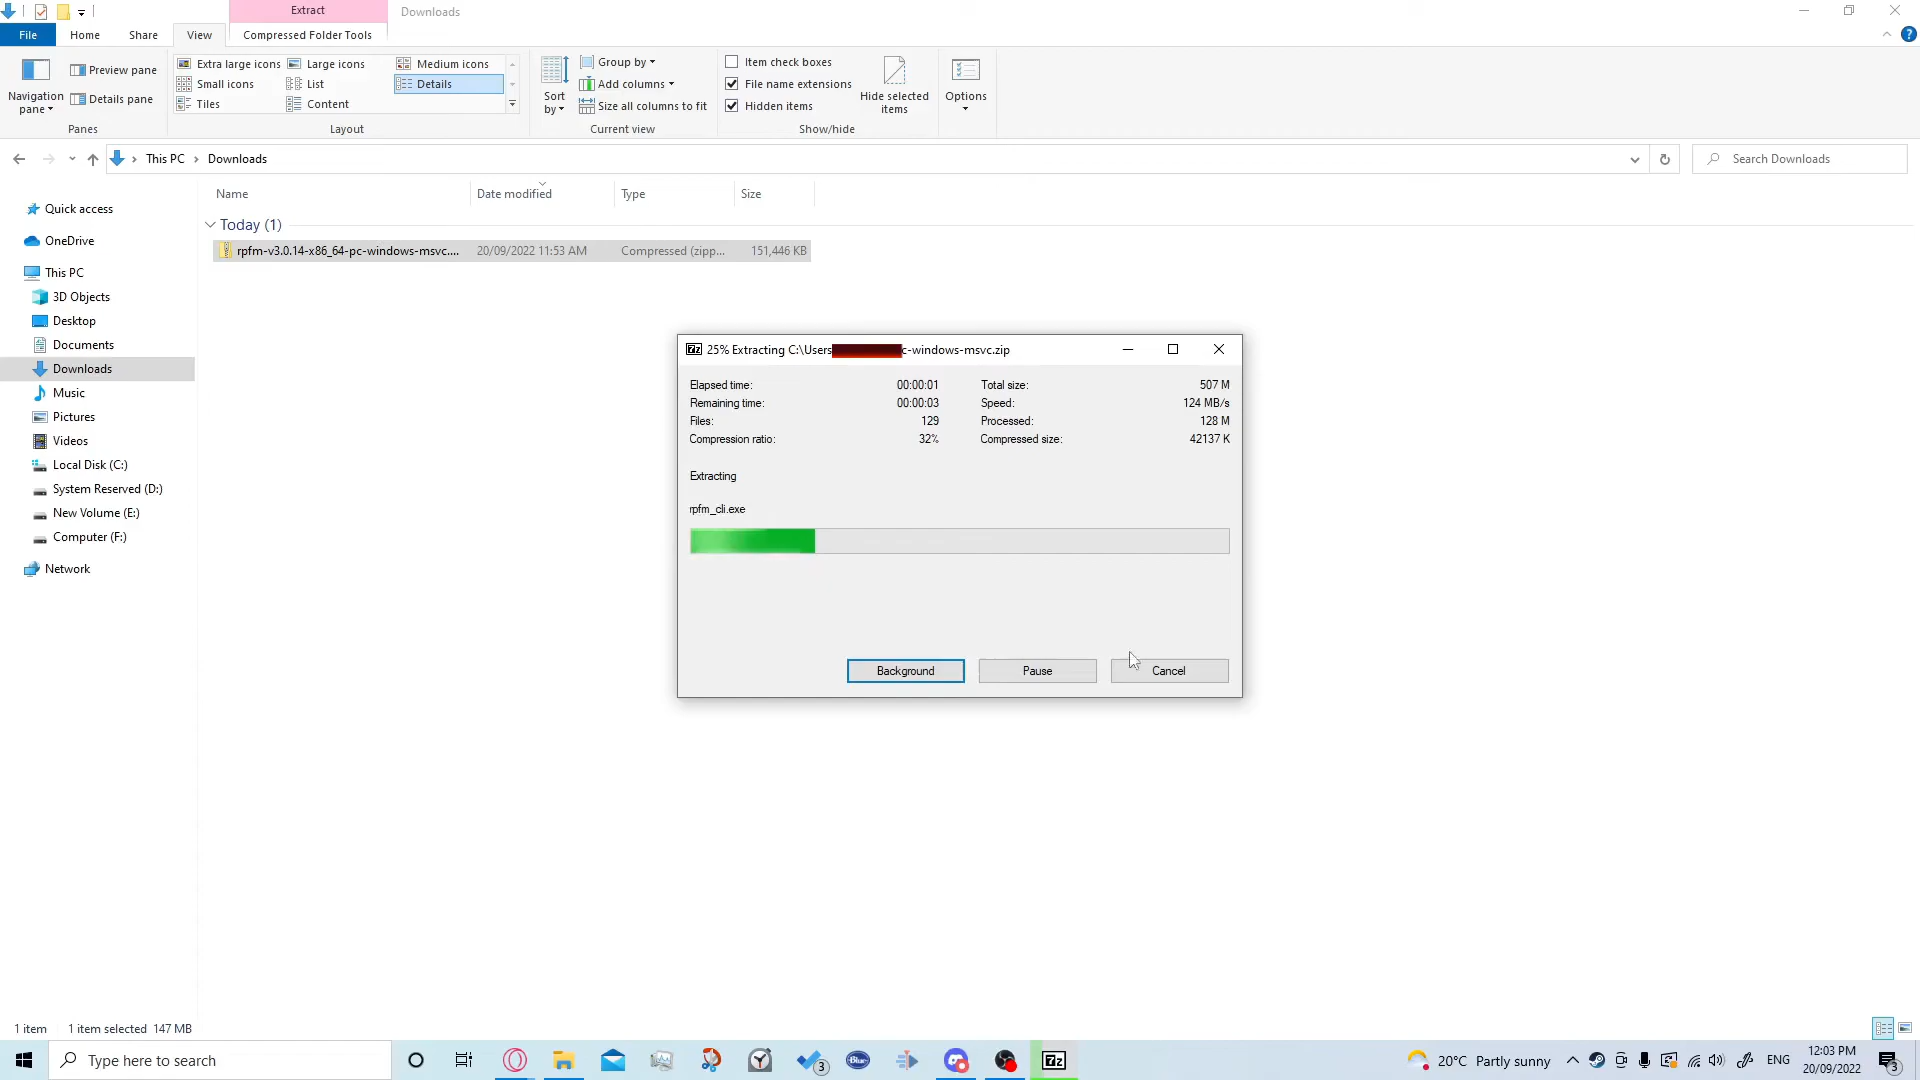 Extract
Downloads
File
Home
Share
View
Compressed Folder Tools
Navigation pane
Preview pane
Details pane
Panes
Extra large icons
Large icons
Medium icons
Small icons
List
Details
Tiles
Content
Layout
Sort by
Group by
Add columns
Size all columns to fit
Current view
Item check boxes
File name extensions
Hidden items
Show/hide
Hide selected items
Options
This PC
Downloads
Search Downloads
Name
Date modified
Type
Size
Today (1)
rpfm-v3.0.14-x86_64-pc-windows-msvc....
20/09/2022 11:53 AM
Compressed (zipp...
151,446 KB
Quick access
OneDrive
This PC
3D Objects
Desktop
Documents
Downloads
Music
Pictures
Videos
Local Disk (C:)
System Reserved (D:)
New Volume (E:)
Computer (F:)
Network
7z
25% Extracting C:\Users
c-windows-msvc.zip
Elapsed time: 00:00:01
Total size: 507 M
Remaining time: 00:00:03
Speed: 124 MB/s
Files: 129
Processed: 128 M
Compression ratio: 32%
Compressed size: 42137 K
Extracting
rpfm_cli.exe
Background
Pause
Cancel
1 item
1 item selected 147 MB
Type here to search
3
Blue
7z
20°C Partly sunny
ENG
12:03 PM
20/09/2022
3